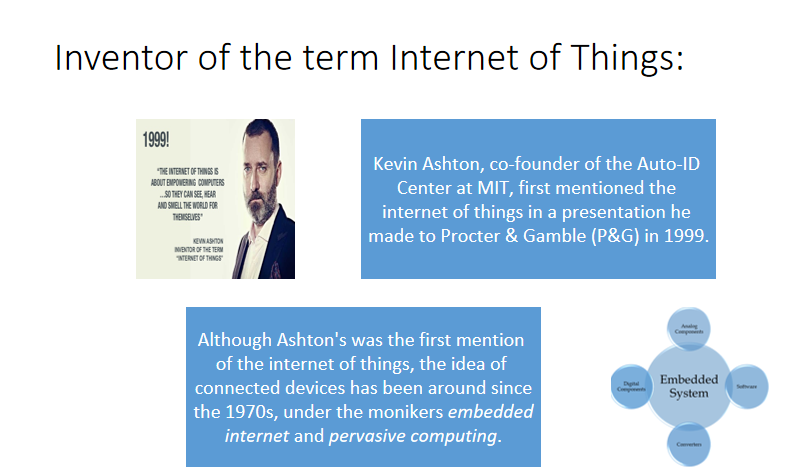 Inventor of the term Internet of Things:
1999!
"THE INTERNET OF THINGS IS
ABOUT EMPOWERING COMPUTERS
...SO THEY CAN SEE, HEAR
AND SMELL THE WORLD FOR
THEMSELVES"
KEVIN ASHTON
INVENTOR OF THE TERM
"INTERNET OF THINGS"
Kevin Ashton, co-founder of the Auto-ID
Center at MIT, first mentioned the
internet of things in a presentation he
made to Procter & Gamble (P&G) in 1999.
Although Ashton's was the first mention
of the internet of things, the idea of
connected devices has been around since
the 1970s, under the monikers embedded
internet and pervasive computing.
Analog
Components
Digital
Components
Embedded
System
Software
Converters